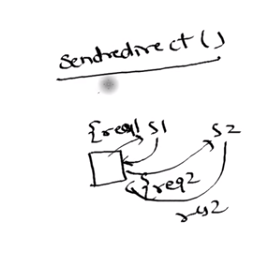 sendredirect()
{req1 S1 S2
{req2
res2